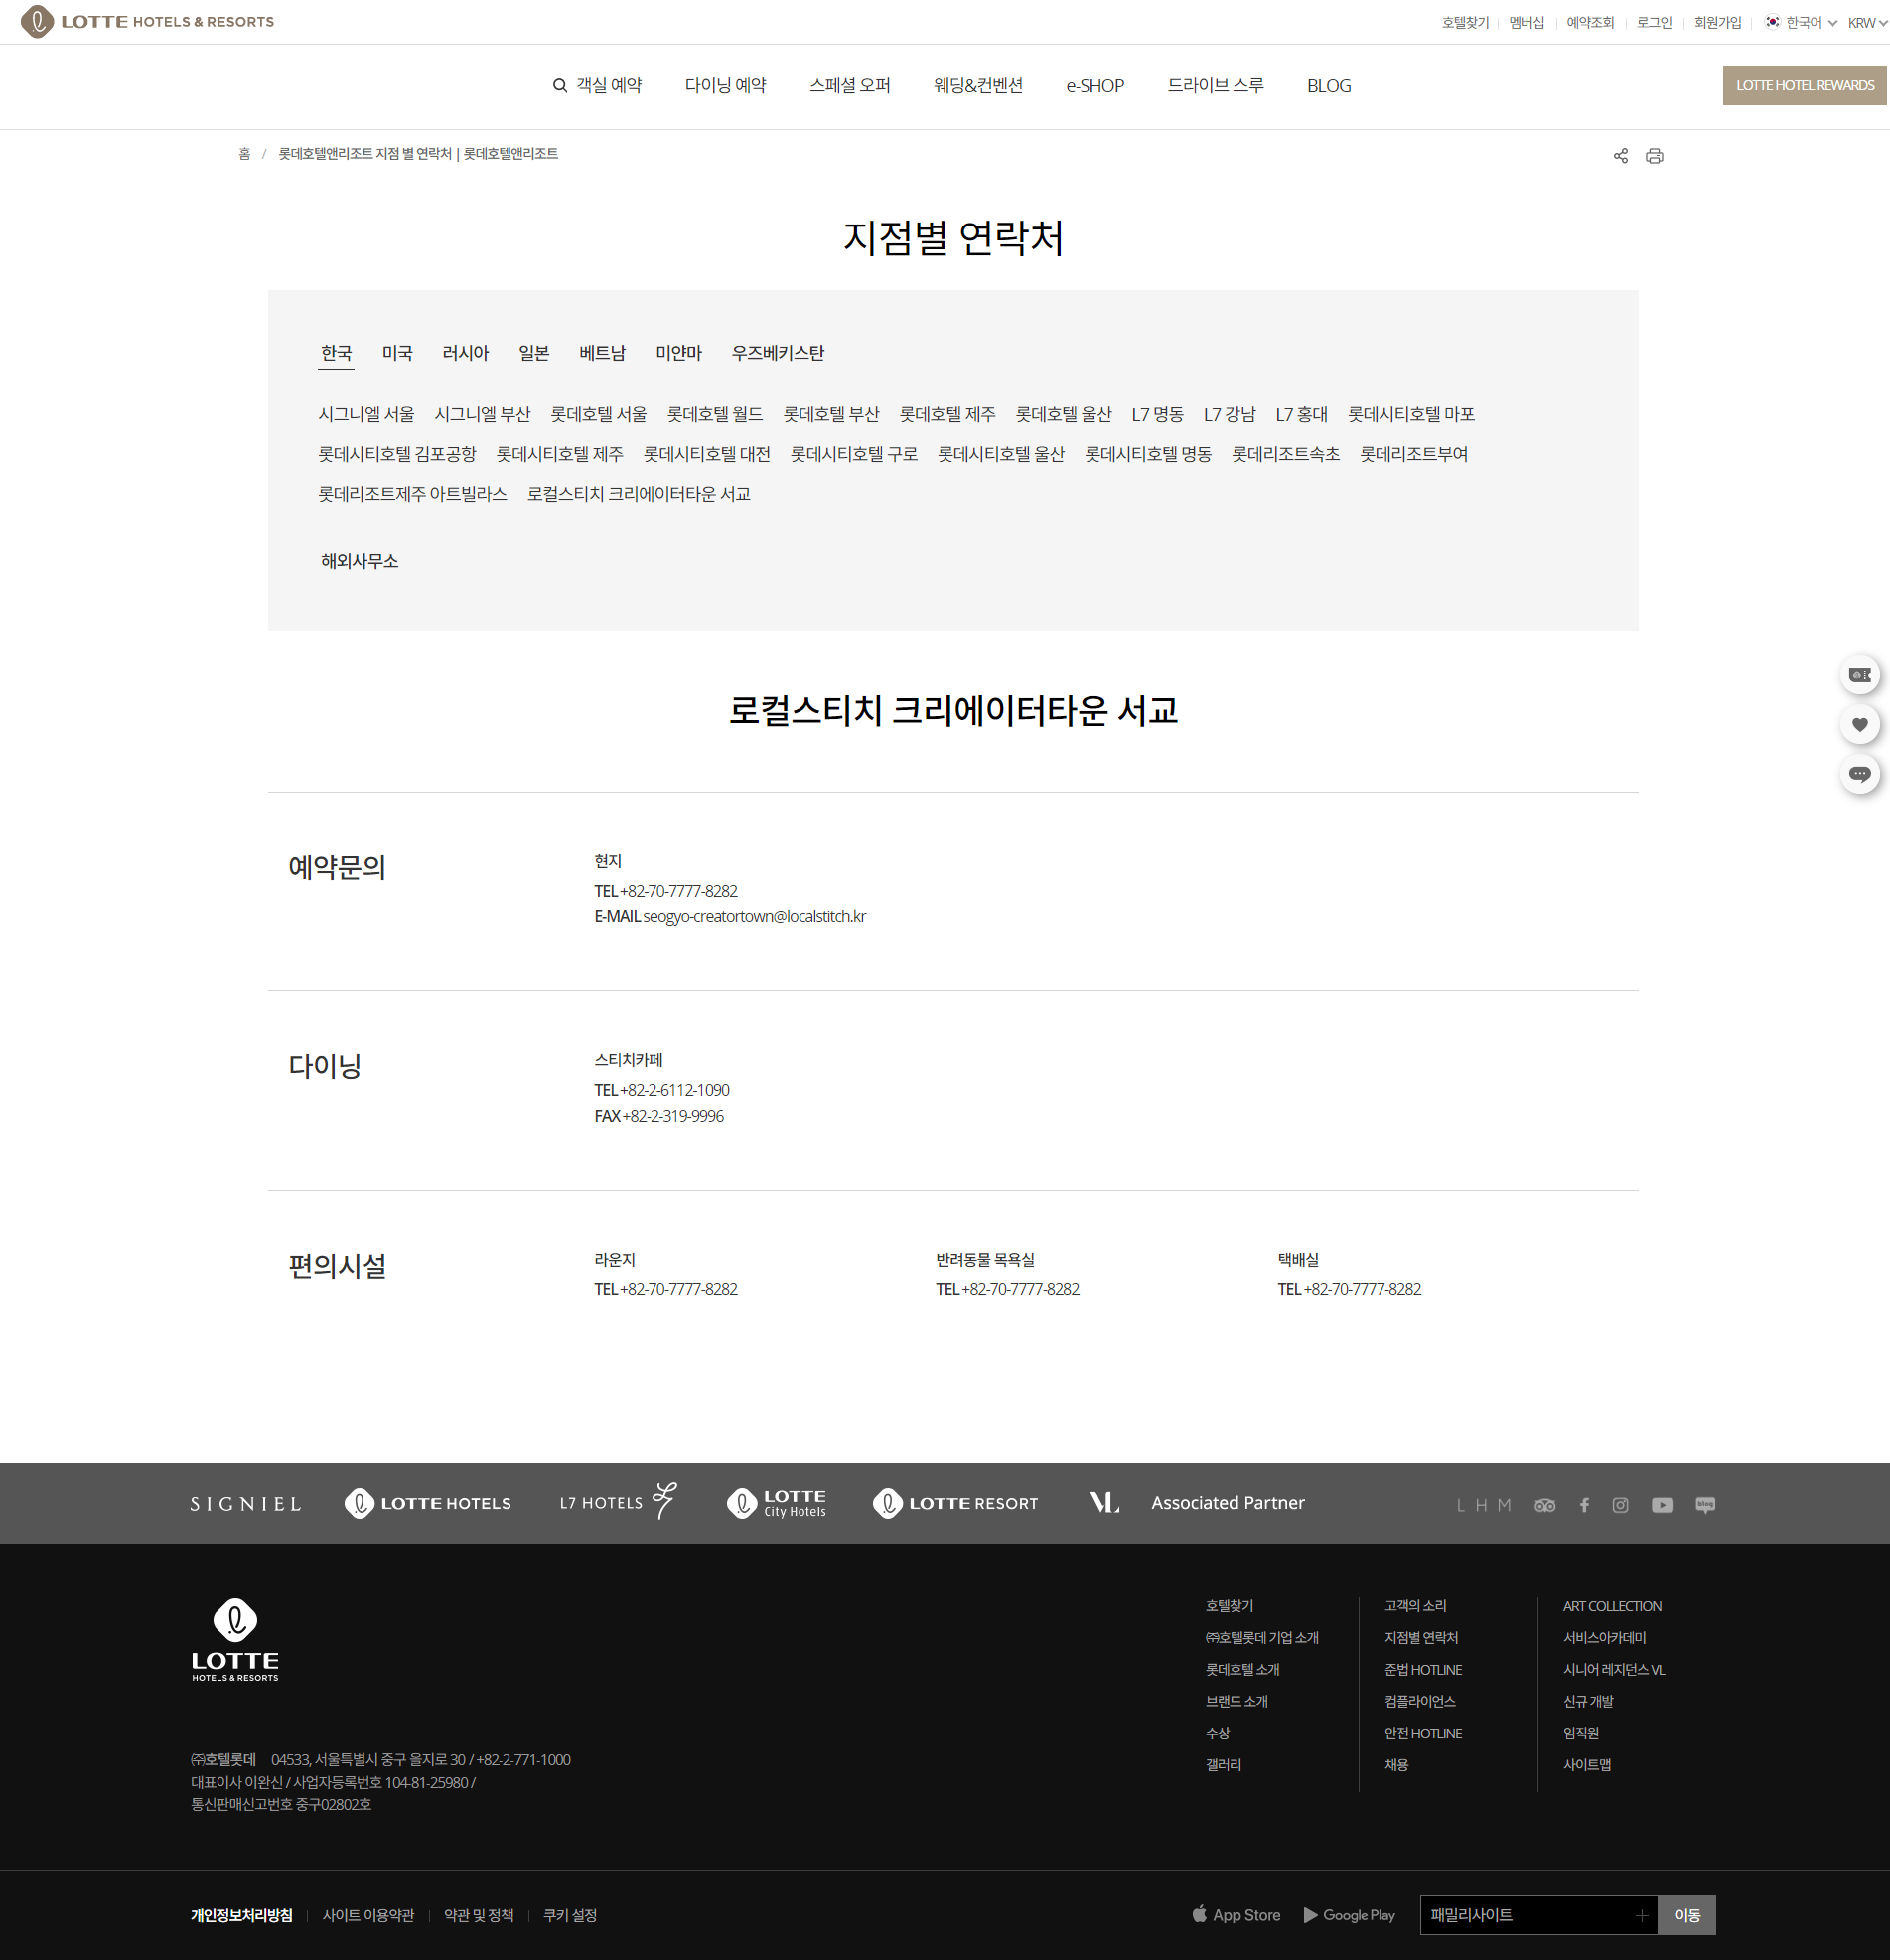 LOTTE HOTELS & RESORTS
호텔찾기 멤버십 예약조회 로그인 회원가입 한국어 KRW
객실 예약 다이닝 예약 스페셜 오퍼 웨딩&컨벤션 e-SHOP 드라이브 스루 BLOG
LOTTE HOTEL REWARDS
홈 / 롯데호텔앤리조트 지점 별 연락처 | 롯데호텔앤리조트
지점별 연락처
한국 미국 러시아 일본 베트남 미얀마 우즈베키스탄
시그니엘 서울 시그니엘 부산 롯데호텔 서울 롯데호텔 월드 롯데호텔 부산 롯데호텔 제주 롯데호텔 울산 L7 명동 L7 강남 L7 홍대 롯데시티호텔 마포
롯데시티호텔 김포공항 롯데시티호텔 제주 롯데시티호텔 대전 롯데시티호텔 구로 롯데시티호텔 울산 롯데시티호텔 명동 롯데리조트속초 롯데리조트부여
롯데리조트제주 아트빌라스 로컬스티치 크리에이터타운 서교
해외사무소
로컬스티치 크리에이터타운 서교
예약문의
현지
TEL +82-70-7777-8282
E-MAIL seogyo-creatortown@localstitch.kr
다이닝
스티치카페
TEL +82-2-6112-1090
FAX +82-2-319-9996
편의시설
라운지 반려동물 목욕실 택배실
TEL +82-70-7777-8282 TEL +82-70-7777-8282 TEL +82-70-7777-8282
SIGNIEL LOTTE HOTELS L7 HOTELS LOTTE City Hotels LOTTE RESORT VL Associated Partner LHM blog
LOTTE
HOTELS & RESORTS
호텔찾기 고객의 소리 ART COLLECTION
㈜호텔롯데 기업 소개 지점별 연락처 서비스아카데미
롯데호텔 소개 준법 HOTLINE 시니어 레지던스 VL
브랜드 소개 컴플라이언스 신규 개발
수상 안전 HOTLINE 임직원
갤러리 채용 사이트맵
㈜호텔롯데 04533, 서울특별시 중구 을지로 30 / +82-2-771-1000
대표이사 이완신 / 사업자등록번호 104-81-25980 /
통신판매신고번호 중구02802호
개인정보처리방침 사이트 이용약관 약관 및 정책 쿠키 설정
App Store Google Play 패밀리사이트 이동